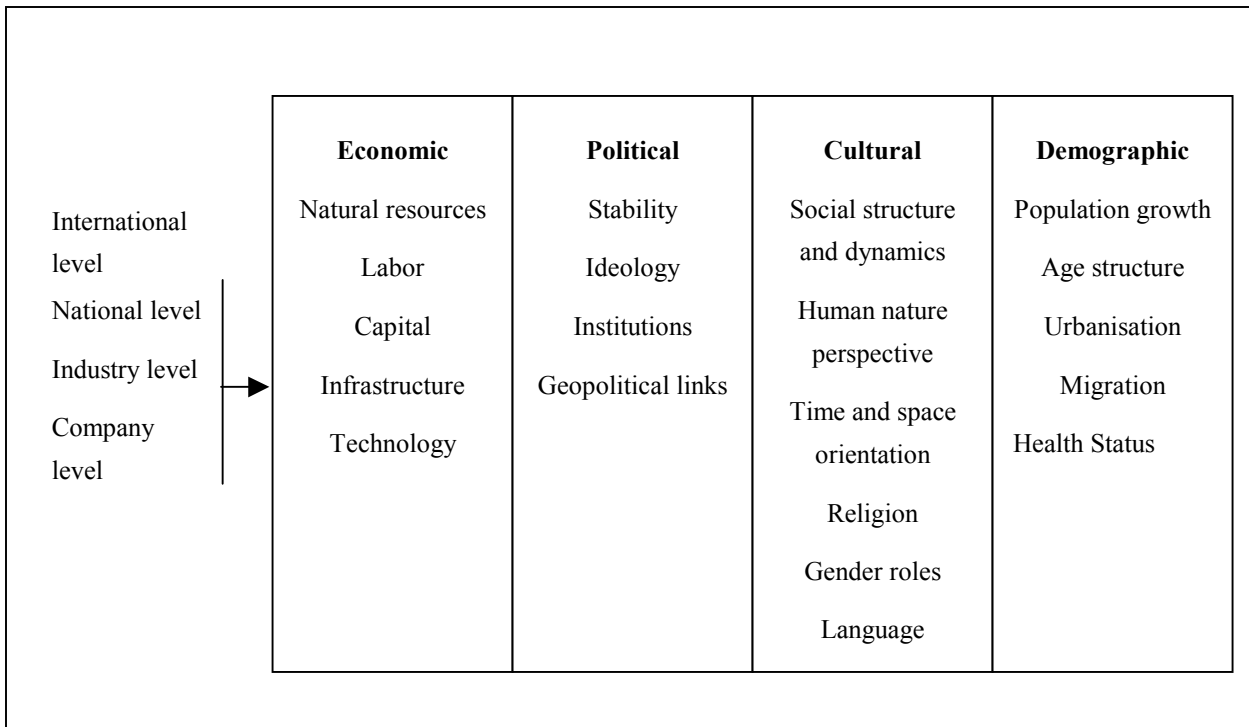 International
level
National level
Industry level
Company
level
Economic
Natural resources
Labor
Capital
Infrastructure
Technology
Political
Stability
Ideology
Institutions
Geopolitical links
Cultural
Social structure
and dynamics
Human nature
perspective
Time and space
orientation
Religion
Gender roles
Language
Demographic
Population growth
Age structure
Urbanisation
Migration
Health Status